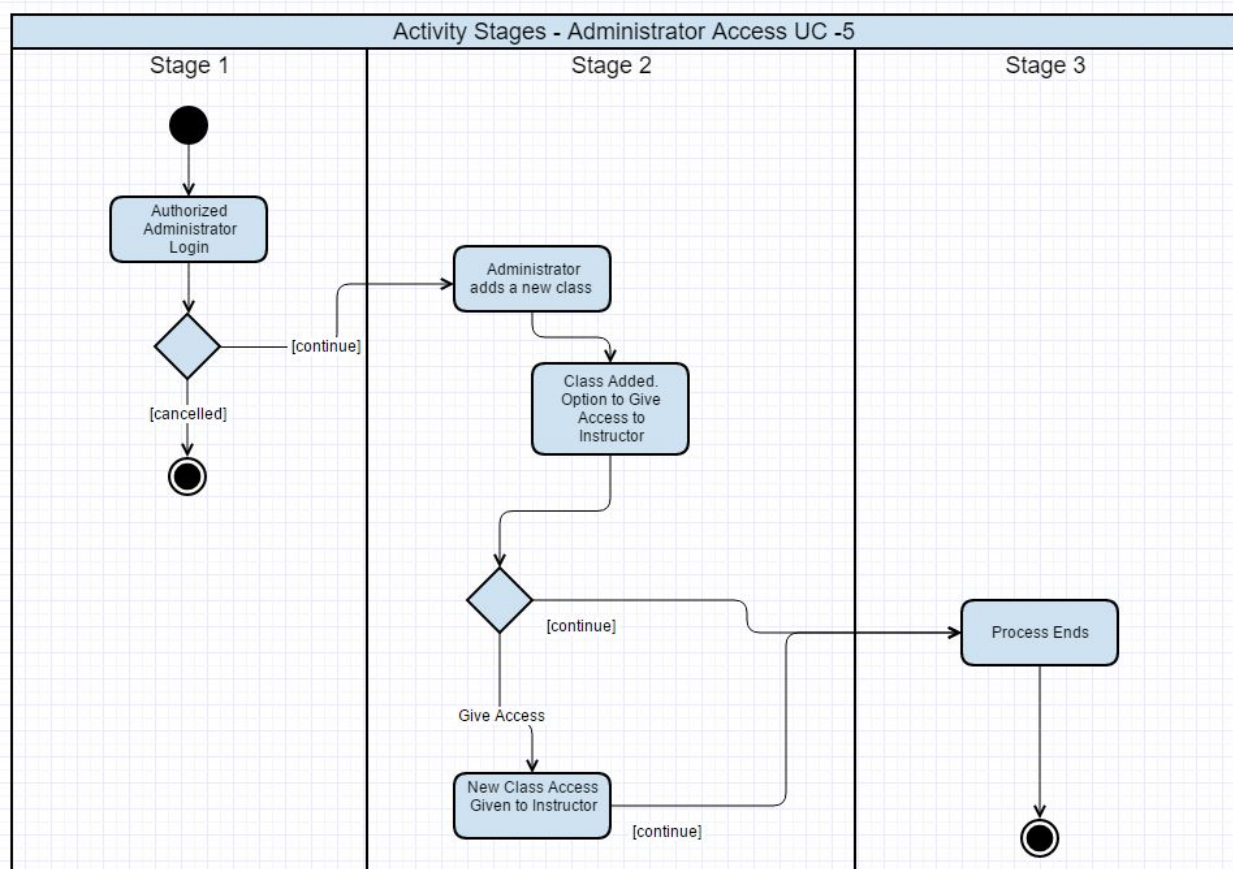 Activity Stages - Administrator Access UC -5
Stage 1
Stage 2
Stage 3
Authorized
Administrator
Login
[continue]
[cancelled]
Administrator
adds a new class
Class Added.
Option to Give
Access to
Instructor
[continue]
Give Access
New Class Access
Given to Instructor
[continue]
Process Ends